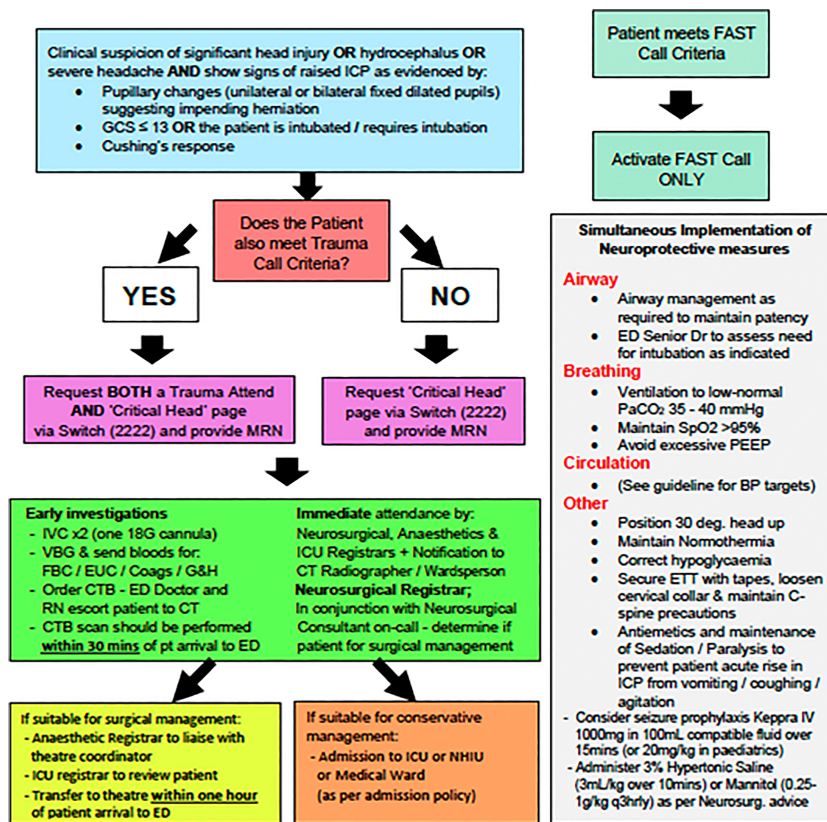 Clinical suspicion of significant head injury OR hydrocephalus OR
severe headache AND show signs of raised ICP as evidenced by:
• Pupillary changes (unilateral or bilateral fixed dilated pupils)
suggesting impending herniation
• GCS ≤ 13 OR the patient is intubated / requires intubation
• Cushing's response
Does the Patient
also meet Trauma
Call Criteria?
YES
NO
Request BOTH a Trauma Attend
AND 'Critical Head' page
via Switch (2222) and provide MRN
Request 'Critical Head'
page via Switch (2222)
and provide MRN
Early investigations
- IVC x2 (one 18G cannula)
- VBG & send bloods for:
FBC / EUC / Coags / G&H
- Order CTB - ED Doctor and
RN escort patient to CT
- CTB scan should be performed
within 30 mins of pt arrival to ED
Immediate attendance by:
Neurosurgical, Anaesthetics &
ICU Registrars + Notification to
CT Radiographer / Wardsperson
Neurosurgical Registrar;
In conjunction with Neurosurgical
Consultant on-call - determine if
patient for surgical management
If suitable for surgical management:
- Anaesthetic Registrar to liaise with
theatre coordinator
- ICU registrar to review patient
- Transfer to theatre within one hour
of patient arrival to ED
If suitable for conservative
management:
- Admission to ICU or NHIU
or Medical Ward
(as per admission policy)
Patient meets FAST
Call Criteria
Activate FAST Call
ONLY
Simultaneous Implementation of
Neuroprotective measures
Airway
• Airway management as
required to maintain patency
• ED Senior Dr to assess need
for intubation as indicated
Breathing
• Ventilation to low-normal
PaCO₂ 35 - 40 mmHg
• Maintain SpO2 >95%
• Avoid excessive PEEP
Circulation
• (See guideline for BP targets)
Other
• Position 30 deg. head up
• Maintain Normothermia
• Correct hypoglycaemia
• Secure ETT with tapes, loosen
cervical collar & maintain C-
spine precautions
• Antiemetics and maintenance
of Sedation / Paralysis to
prevent patient acute rise in
ICP from vomiting / coughing /
agitation
- Consider seizure prophylaxis Keppra IV
1000mg in 100mL compatible fluid over
15mins (or 20mg/kg in paediatrics)
- Administer 3% Hypertonic Saline
(3mL/kg over 10mins) or Mannitol (0.25-
1g/kg q3hrly) as per Neurosurg. advice